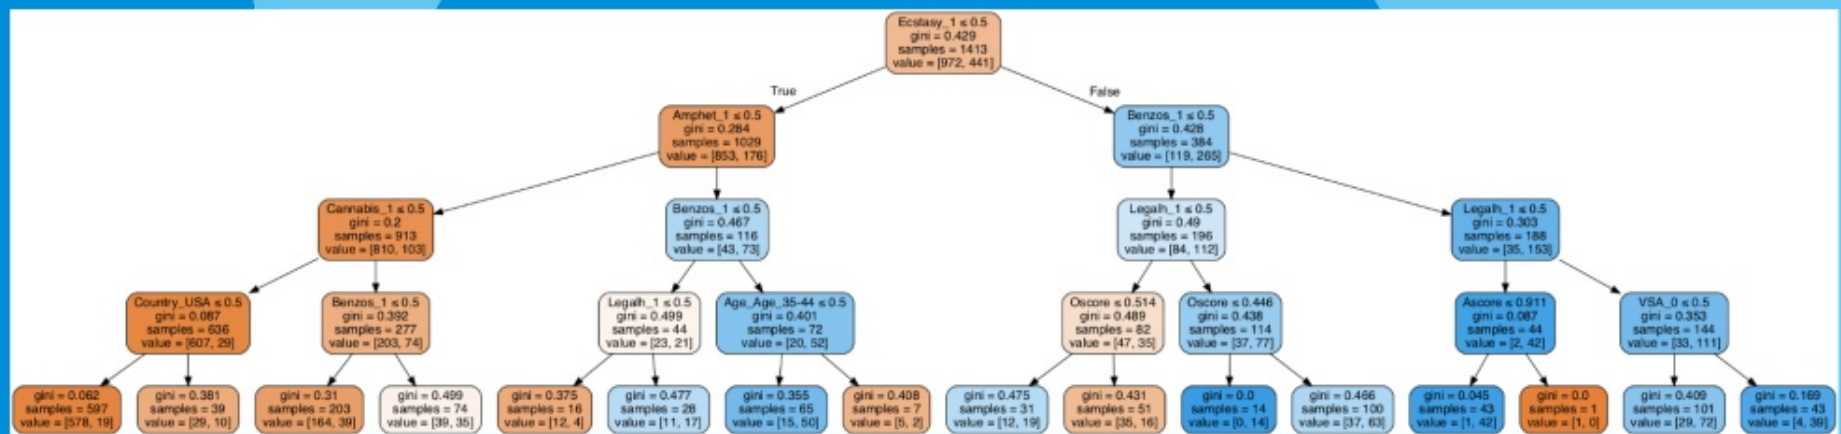 Ecstasy_1 ≤ 0.5
gini = 0.429
samples = 1413
value = [972, 441]
True
False
Amphet_1 ≤ 0.5
gini = 0.284
samples = 1029
value = [853, 176]
Benzos_1 ≤ 0.5
gini = 0.428
samples = 384
value = [119, 265]
Cannabis_1 ≤ 0.5
gini = 0.2
samples = 913
value = [810, 103]
Benzos_1 ≤ 0.5
gini = 0.467
samples = 116
value = [43, 73]
Legalh_1 ≤ 0.5
gini = 0.49
samples = 196
value = [84, 112]
Legalh_1 ≤ 0.5
gini = 0.303
samples = 188
value = [35, 153]
Country_USA ≤ 0.5
gini = 0.087
samples = 636
value = [607, 29]
Benzos_1 ≤ 0.5
gini = 0.392
samples = 277
value = [203, 74]
Legalh_1 ≤ 0.5
gini = 0.499
samples = 44
value = [23, 21]
Age_Age_35-44 ≤ 0.5
gini = 0.401
samples = 72
value = [20, 52]
Oscore ≤ 0.514
gini = 0.489
samples = 82
value = [47, 35]
Oscore ≤ 0.446
gini = 0.438
samples = 114
value = [37, 77]
Ascore ≤ 0.911
gini = 0.087
samples = 44
value = [2, 42]
VSA_0 ≤ 0.5
gini = 0.353
samples = 144
value = [33, 111]
gini = 0.062
samples = 597
value = [578, 19]
gini = 0.381
samples = 39
value = [29, 10]
gini = 0.31
samples = 203
value = [164, 39]
gini = 0.499
samples = 74
value = [39, 35]
gini = 0.375
samples = 16
value = [12, 4]
gini = 0.477
samples = 28
value = [11, 17]
gini = 0.355
samples = 65
value = [15, 50]
gini = 0.408
samples = 7
value = [5, 2]
gini = 0.475
samples = 31
value = [12, 19]
gini = 0.431
samples = 51
value = [35, 16]
gini = 0.0
samples = 14
value = [0, 14]
gini = 0.466
samples = 100
value = [37, 63]
gini = 0.045
samples = 43
value = [1, 42]
gini = 0.0
samples = 1
value = [1, 0]
gini = 0.409
samples = 101
value = [29, 72]
gini = 0.169
samples = 43
value = [4, 39]